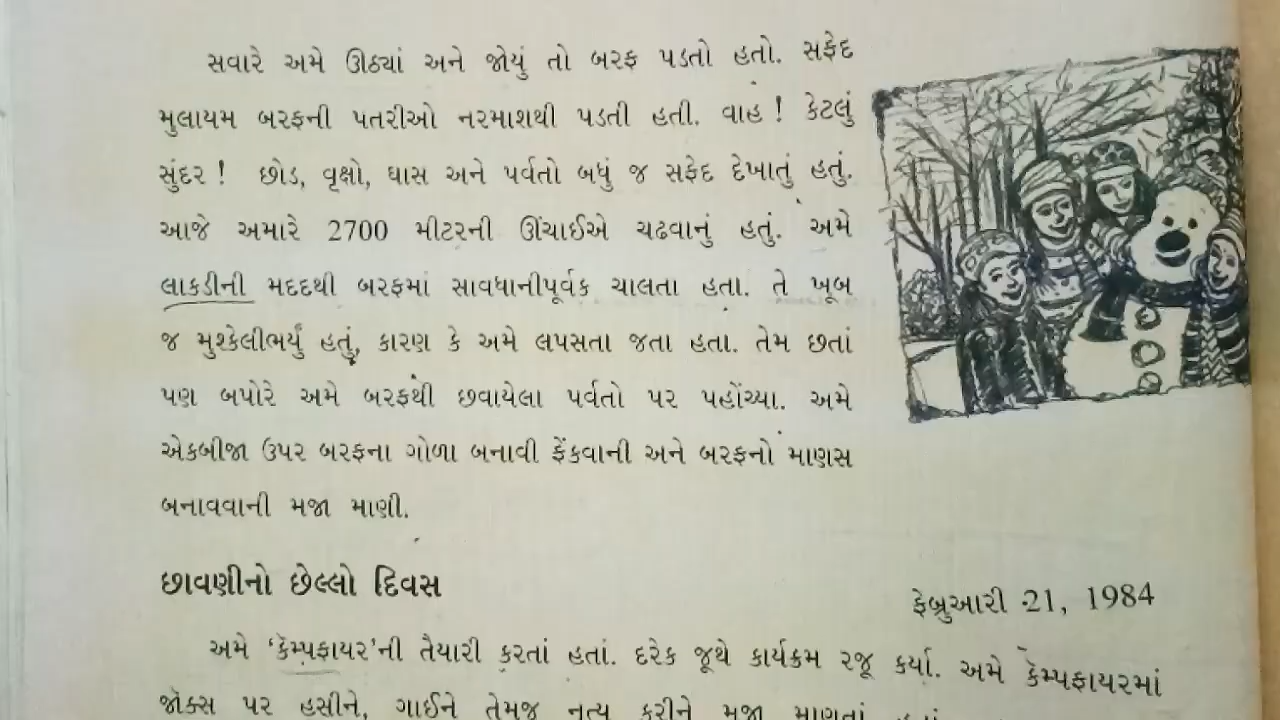 સવારે અમે ઊઠ્યાં અને જોયું તો બરફ પડતો હતો. સફેદ
મુલાયમ બરફની પતરીઓ નરમાશથી પડતી હતી. વાહ ! કેટલું
સુંદર ! છોડ, વૃક્ષો, ઘાસ અને પર્વતો બધું જ સફેદ દેખાતું હતું.
આજે અમારે 2700 મીટરની ઊંચાઈએ ચઢવાનું હતું. અમે
લાકડીની મદદથી બરફમાં સાવધાનીપૂર્વક ચાલતા હતા. તે ખૂબ
જ મુશ્કેલીભર્યું હતું, કારણ કે અમે લપસતા જતા હતા. તેમ છતાં
પણ બપોરે અમે બરફથી છવાયેલા પર્વતો પર પહોંચ્યા. અમે
એકબીજા ઉપર બરફના ગોળા બનાવી ફેંકવાની અને બરફનો માણસ
બનાવવાની મજા માણી.
છાવણીનો છેલ્લો દિવસ
ફેબ્રુઆરી 21, 1984
અમે ‘કૅમ્પફાયર’ની તૈયારી કરતાં હતાં. દરેક જૂથે કાર્યક્રમ રજૂ કર્યા. અમે કૅમ્પફાયરમાં
જૉક્સ પર હસીને, ગાઈને તેમજ નૃત્ય કરીને મજા માણતાં હતાં